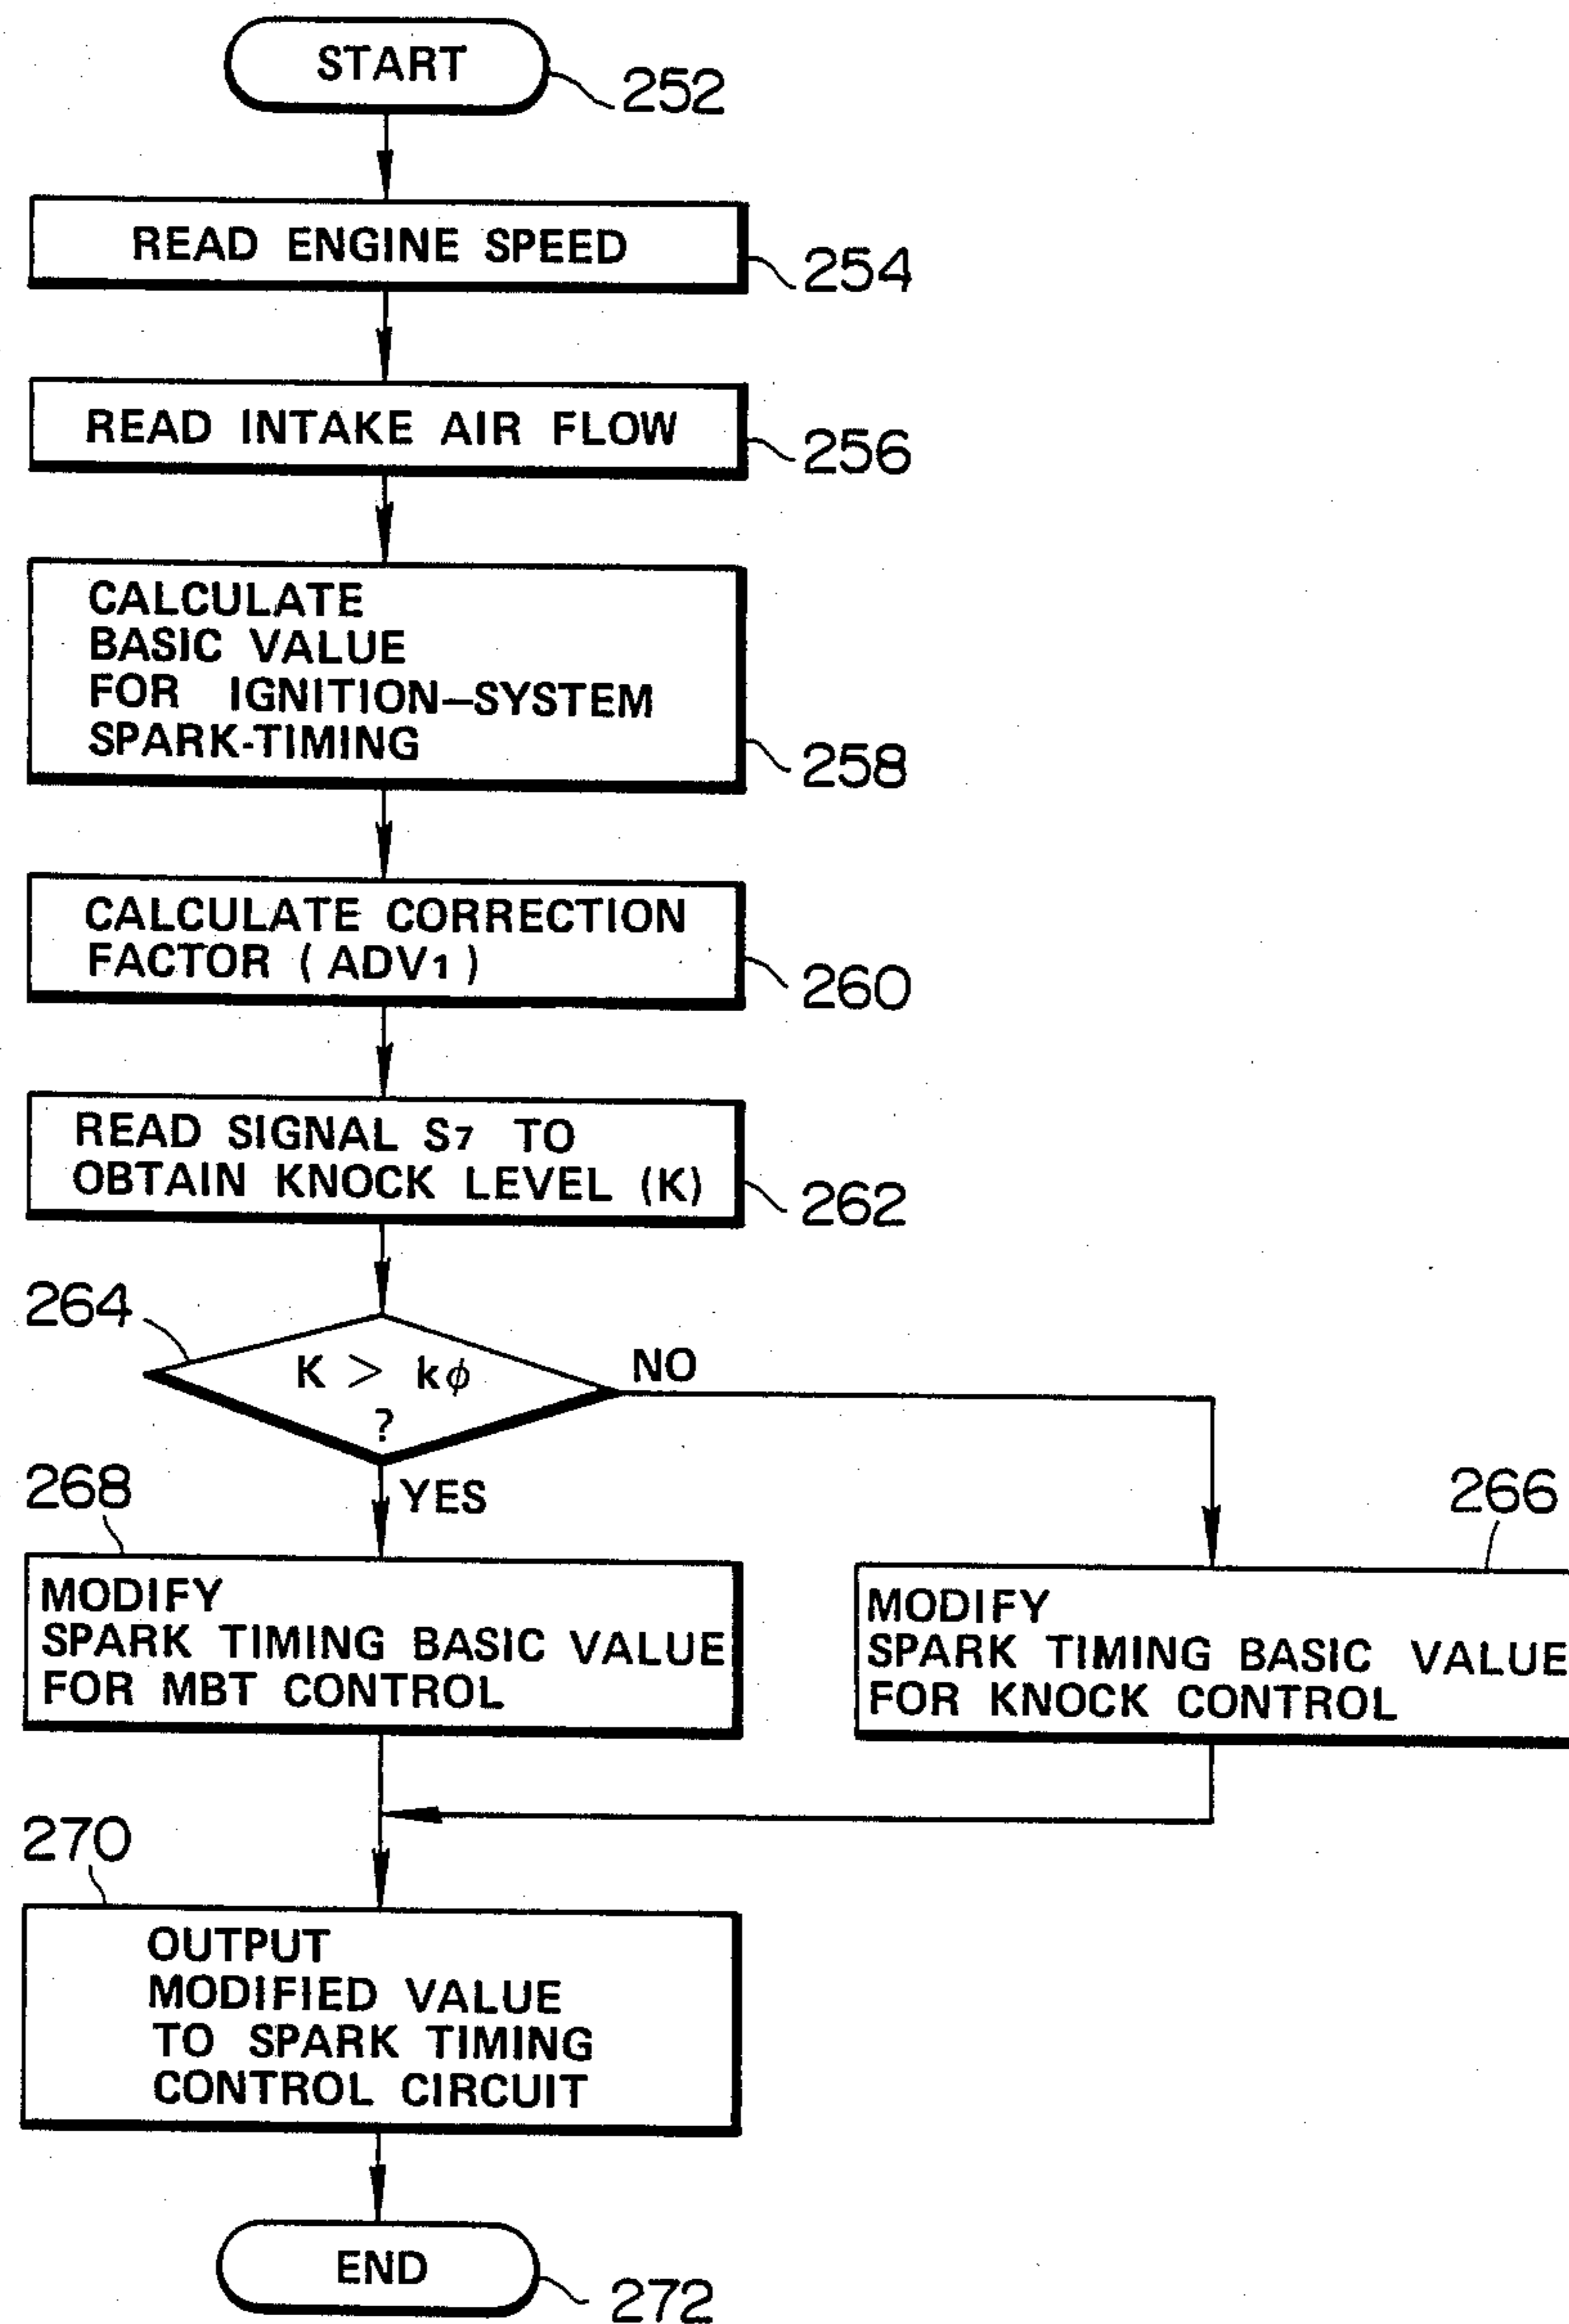 START
252
READ ENGINE SPEED
254
READ INTAKE AIR FLOW
256
CALCULATE
BASIC VALUE
FOR IGNITION-SYSTEM
SPARK-TIMING
258
CALCULATE CORRECTION
FACTOR (ADV1)
260
READ SIGNAL S7 TO
OBTAIN KNOCK LEVEL (K)
262
264
K > kϕ
?
NO
YES
268
MODIFY
SPARK TIMING BASIC VALUE
FOR MBT CONTROL
266
MODIFY
SPARK TIMING BASIC VALUE
FOR KNOCK CONTROL
270
OUTPUT
MODIFIED VALUE
TO SPARK TIMING
CONTROL CIRCUIT
END
272